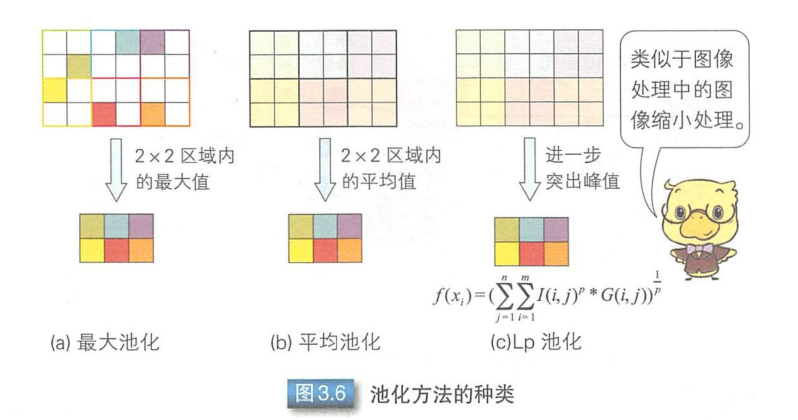 类似于图像
处理中的图
像缩小处理。
2×2 区域内
的最大值
2×2 区域内
的平均值
进一步
突出峰值
f(x_i)=(\sum_{j=1}^{n}\sum_{i=1}^{m}I(i,j)^p*G(i,j))^{\frac{1}{p}}
(a) 最大池化
(b) 平均池化
(c)Lp 池化
图3.6 池化方法的种类